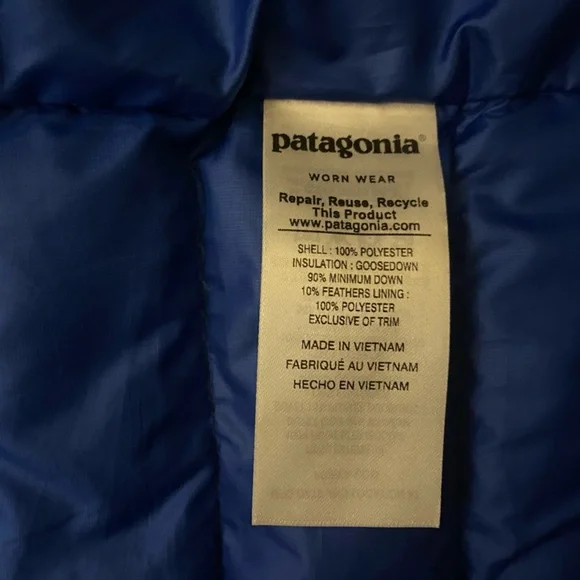 patagonia®
WORN WEAR
Repair, Reuse, Recycle
This Product
www.patagonia.com
SHELL : 100% POLYESTER
INSULATION : GOOSEDOWN
90% MINIMUM DOWN
10% FEATHERS LINING :
100% POLYESTER
EXCLUSIVE OF TRIM
MADE IN VIETNAM
FABRIQUÉ AU VIETNAM
HECHO EN VIETNAM